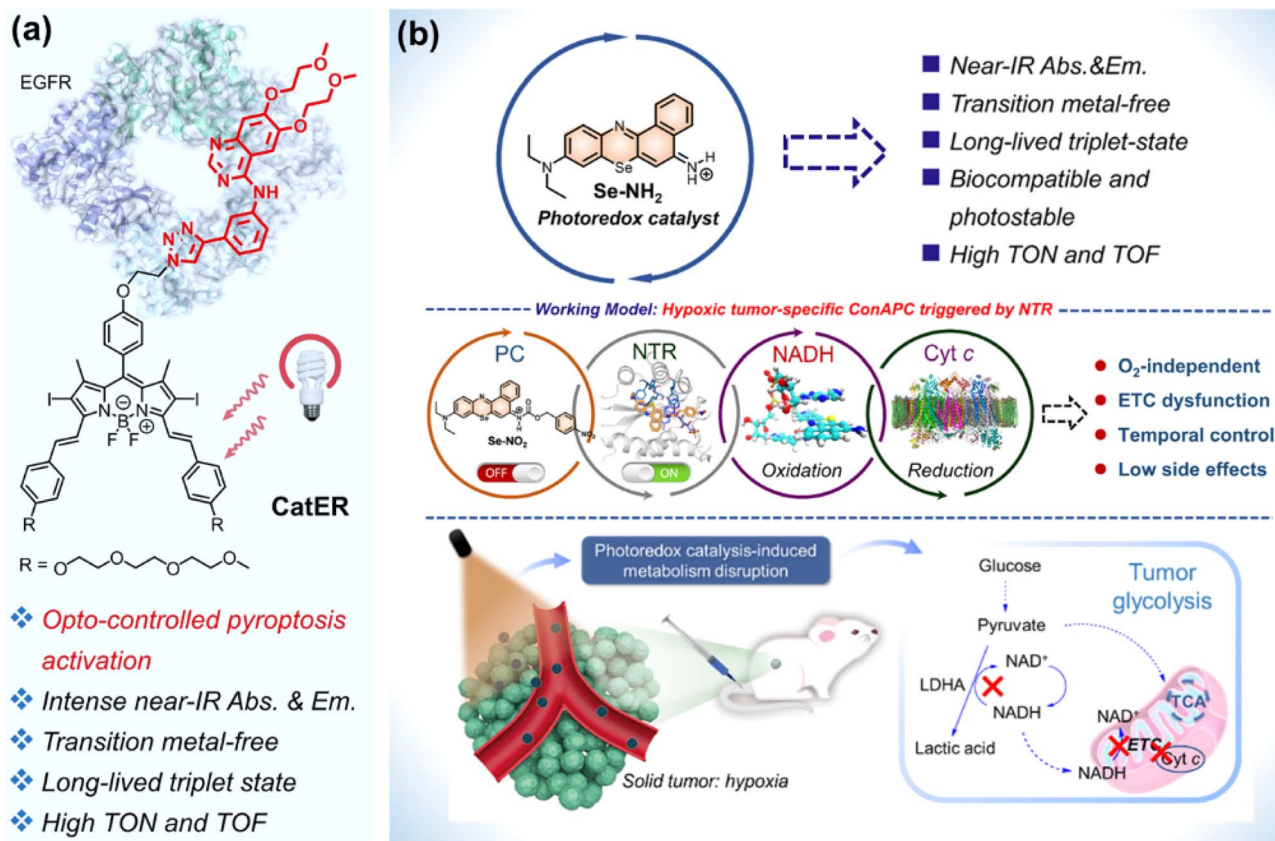 (a)
EGFR
O
O
O
O
N
N
NH
N
N
N
O
I
I
N
N
B
F
F
R
R
CatER
R = O O O O
Opto-controlled pyroptosis
activation
Intense near-IR Abs. & Em.
Transition metal-free
Long-lived triplet state
High TON and TOF
(b)
N
N
Se
N
H
H
Se-NH₂
Photoredox catalyst
Near-IR Abs.&Em.
Transition metal-free
Long-lived triplet-state
Biocompatible and
photostable
High TON and TOF
Working Model: Hypoxic tumor-specific ConAPC triggered by NTR
PC
Se-NO₂
OFF
NTR
ON
NADH
Oxidation
Cyt c
Reduction
O₂-independent
ETC dysfunction
Temporal control
Low side effects
Photoredox catalysis-induced
metabolism disruption
Solid tumor: hypoxia
Tumor
glycolysis
Glucose
Pyruvate
NAD⁺
LDHA
NADH
Lactic acid
TCA
NAD⁺
ETC
Cyt c
NADH